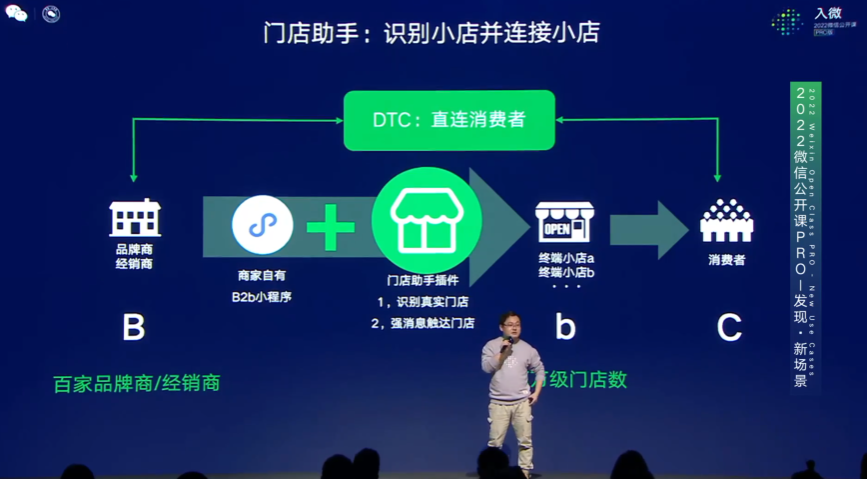 入微
2022微信公开课
PRO版
门店助手：识别小店并连接小店
DTC：直连消费者
品牌商
经销商
B
商家自有
B2b小程序
门店助手插件
1，识别真实门店
2，强消息触达门店
OPEN
终端小店a
终端小店b
· · ·
b
消费者
C
百家品牌商/经销商
级门店数
2022微信公开课PRO—发现·新场景
2022 Weixin Open Class PRO - New Use Cases